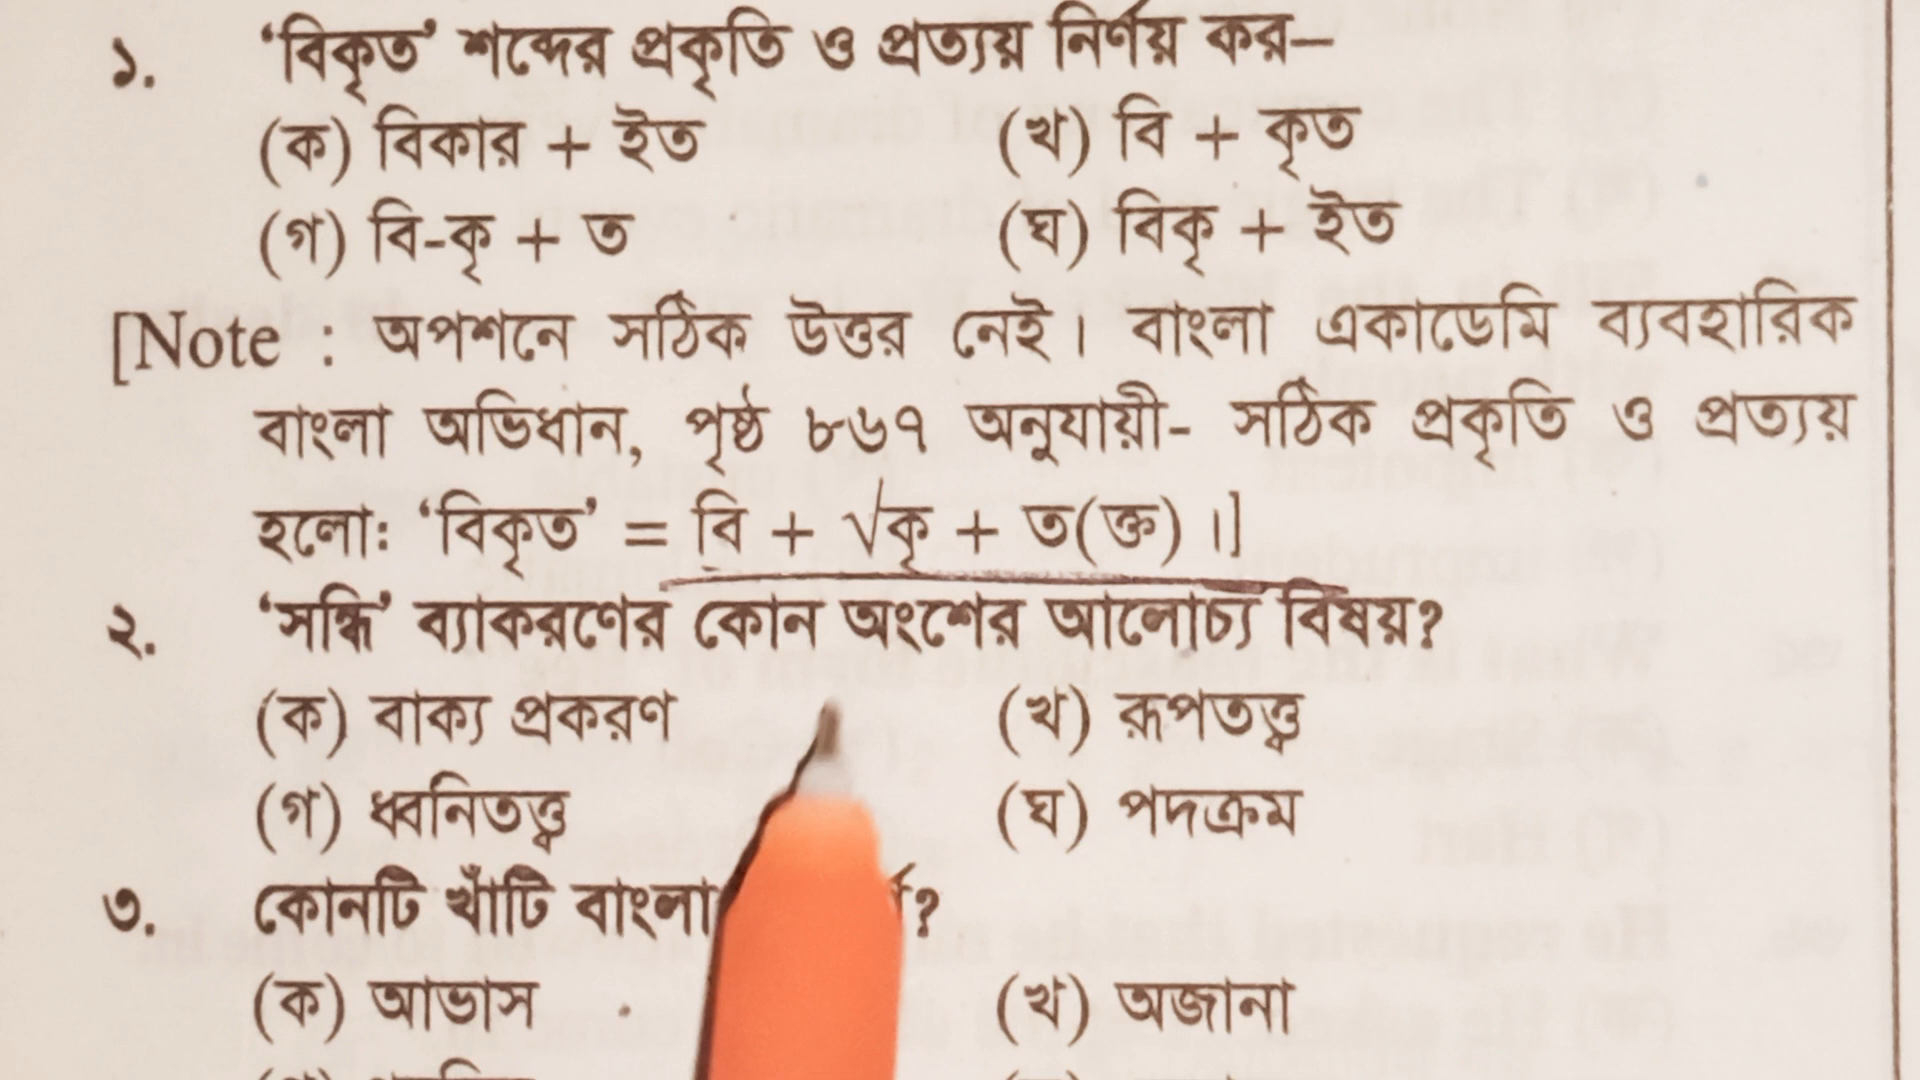 ১. ‘বিকৃত’ শব্দের প্রকৃতি ও প্রত্যয় নির্ণয় কর–
(ক) বিকার + ইত (খ) বি + কৃত
(গ) বি-কৃ + ত (ঘ) বিকৃ + ইত
[Note : অপশনে সঠিক উত্তর নেই। বাংলা একাডেমি ব্যবহারিক
বাংলা অভিধান, পৃষ্ঠ ৮৬৭ অনুযায়ী- সঠিক প্রকৃতি ও প্রত্যয়
হলো: ‘বিকৃত’ = বি + √কৃ + ত(ক্ত)।]
২. ‘সন্ধি’ ব্যাকরণের কোন অংশের আলোচ্য বিষয়?
(ক) বাক্য প্রকরণ (খ) রূপতত্ত্ব
(গ) ধ্বনিতত্ত্ব (ঘ) পদক্রম
৩. কোনটি খাঁটি বাংলা
(ক) আভাস (খ) অজানা